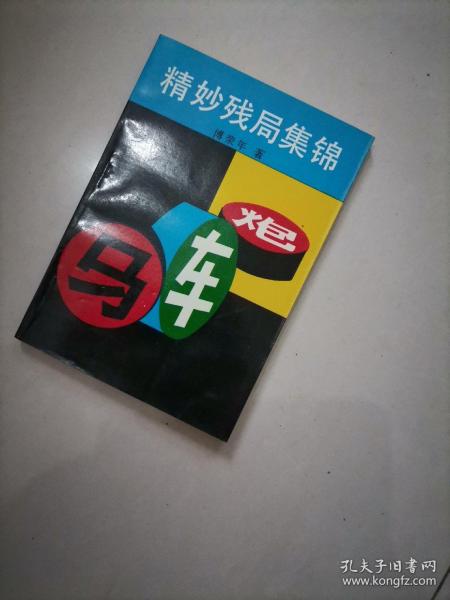 精妙残局集锦
傅荣年 著
炮
车
马
孔夫子旧书网
www.kongfz.com